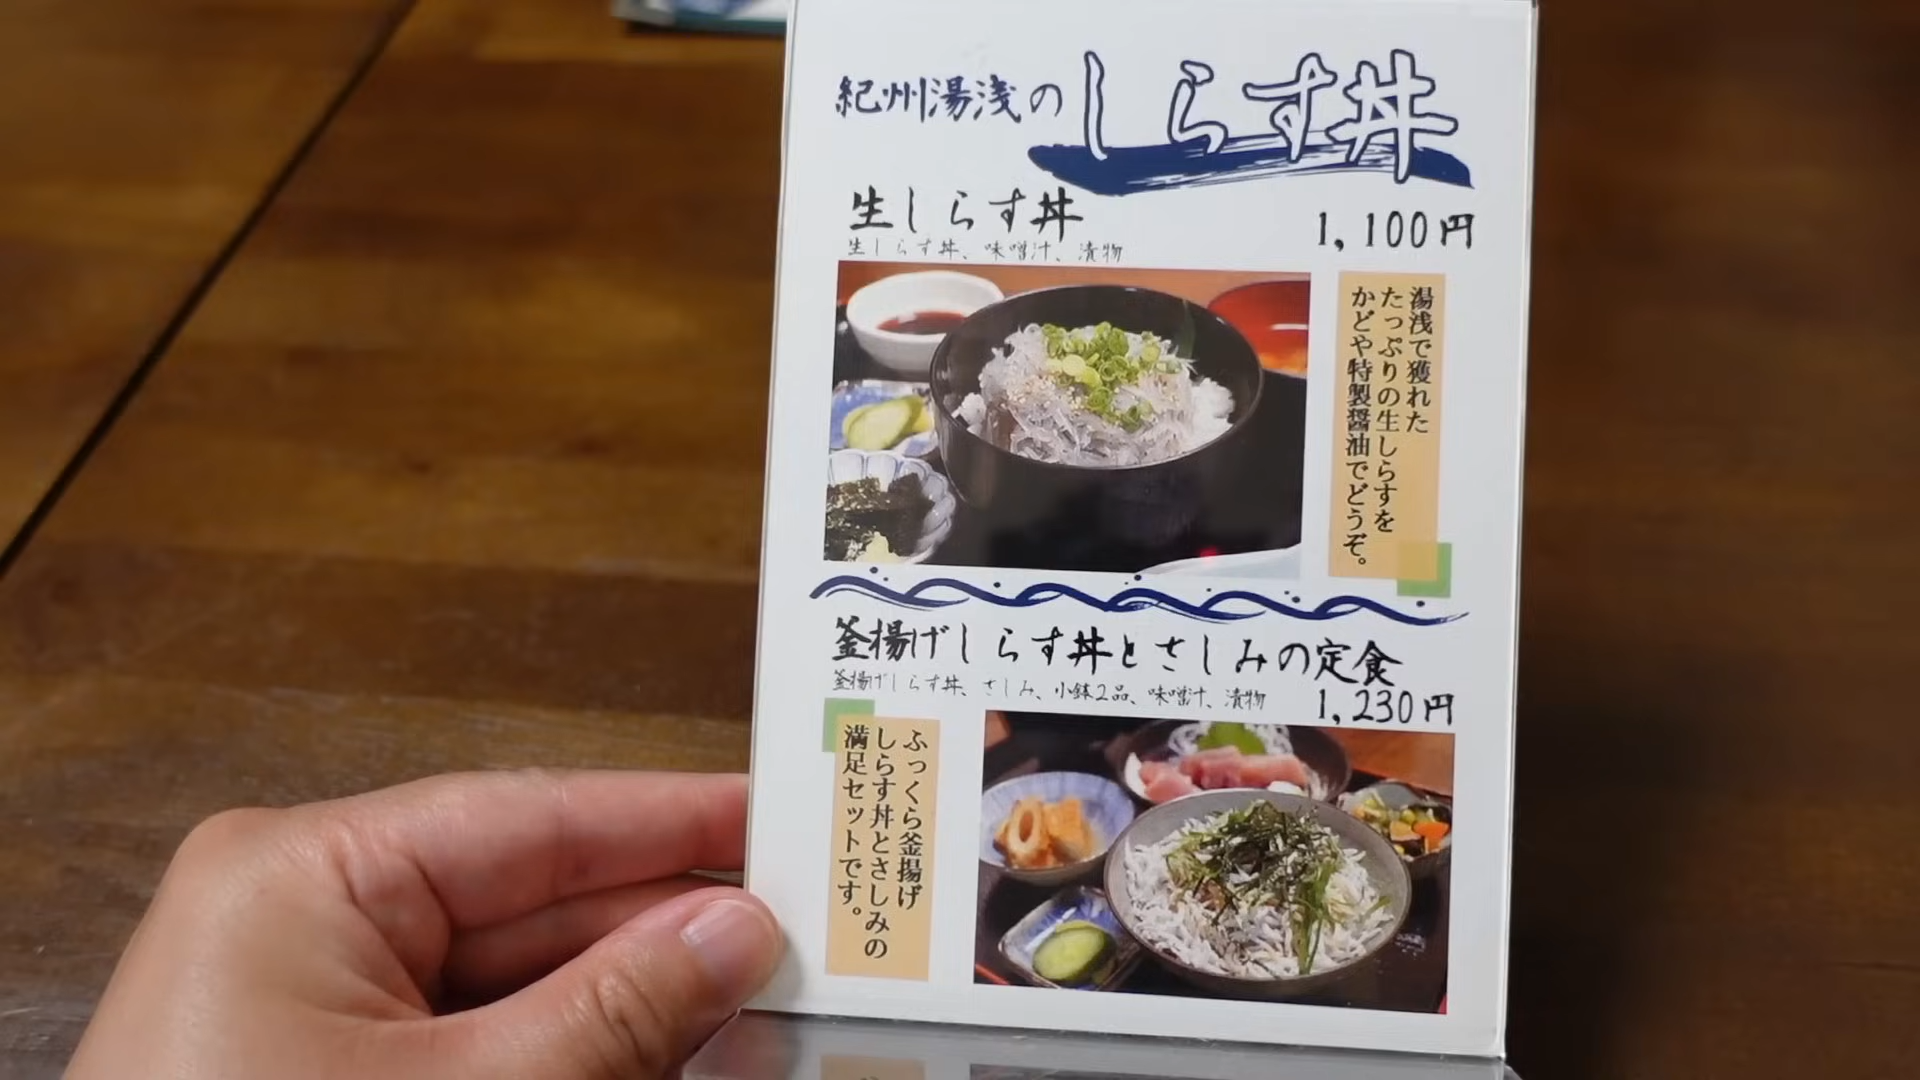 紀州湯浅のしらす丼
生しらす丼
1,100円
生しらす丼、味噌汁、漬物
湯浅で獲れた
たっぷりの生しらすを
かどや特製醤油でどうぞ。
釜揚げしらす丼とさしみの定食
釜揚げしらす丼、さしみ、小鉢2品、味噌汁、漬物
1,230円
ふっくら釜揚げ
しらす丼とさしみの
満足セットです。